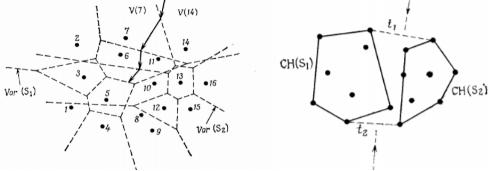 V(7) V(14)
7
2
14
6
11
3
Vor (S₁)
10
13
16
5
1
12
15
8
4
9
Vor (S₂)
t₁
CH(S₁)
CH(S₂)
t₂